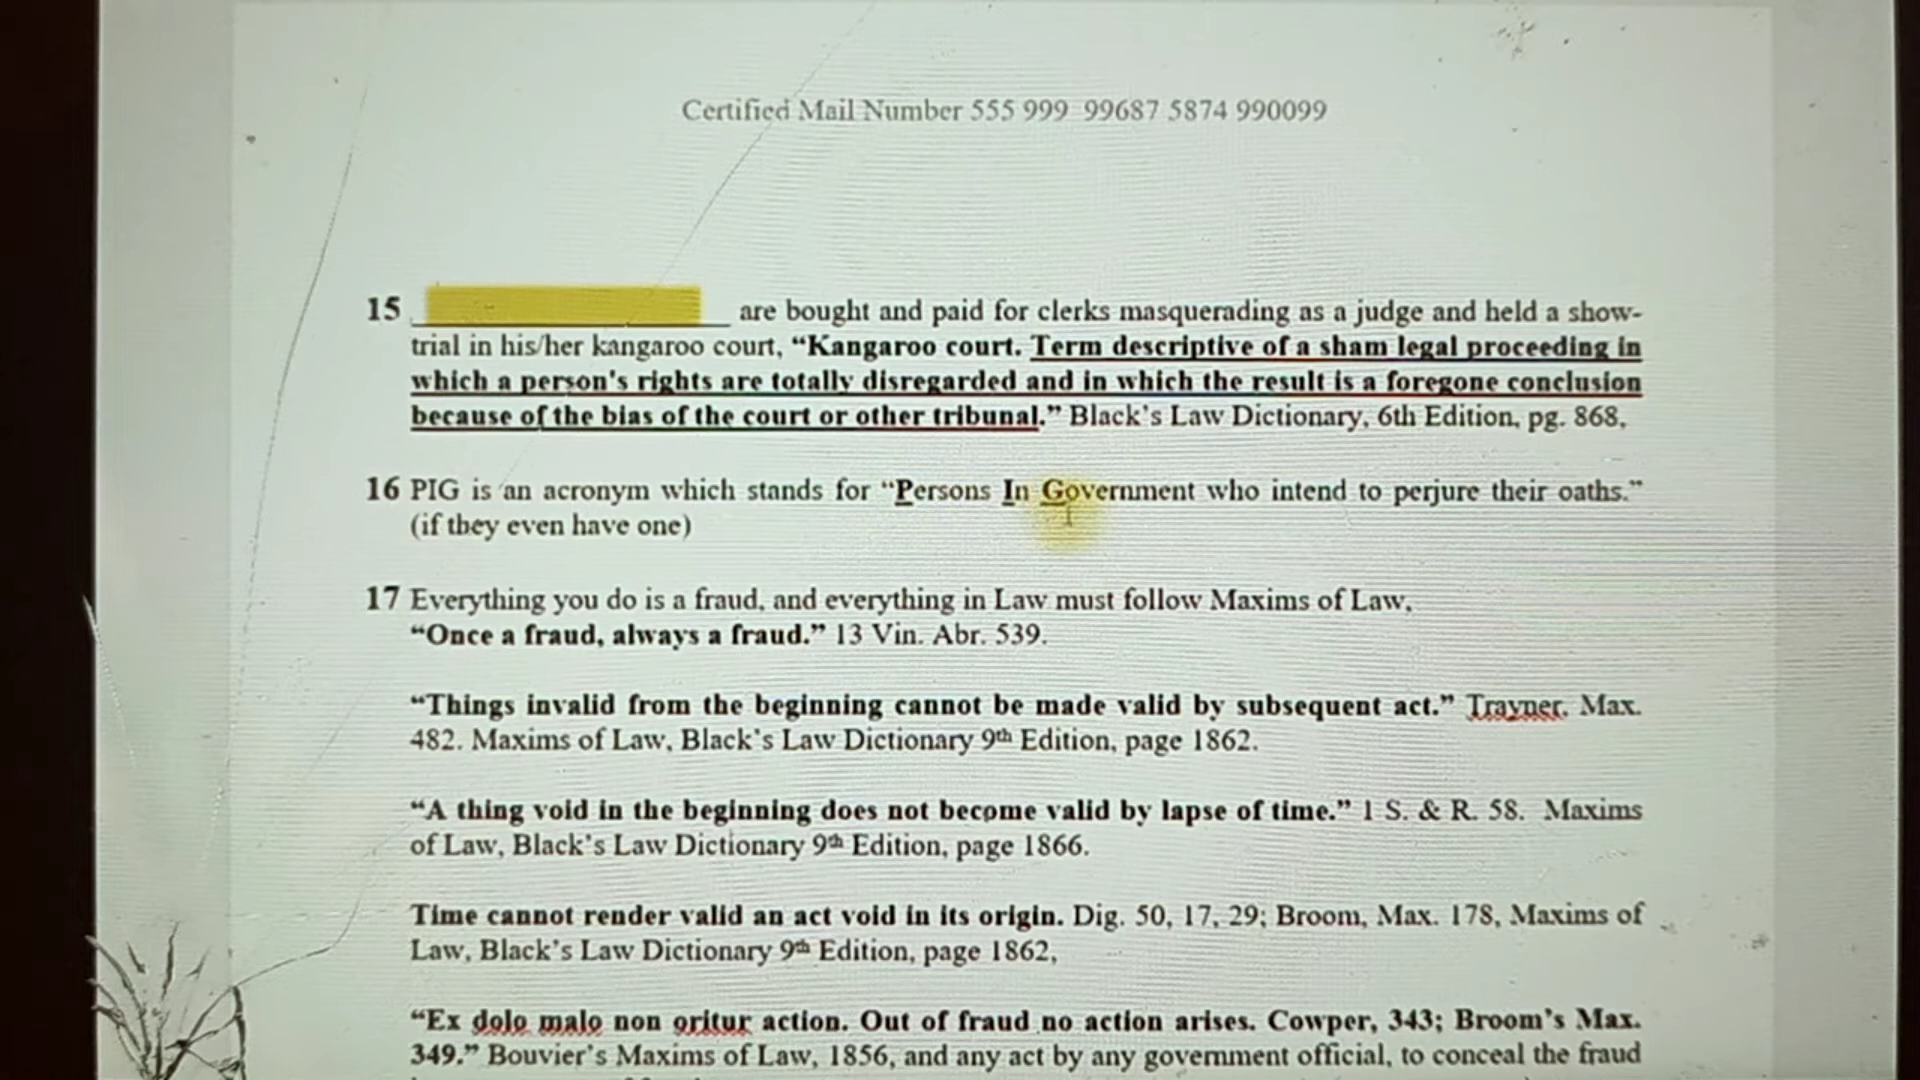 Certified Mail Number 555 999 99687 5874 990099
15 are bought and paid for clerks masquerading as a judge and held a show-
trial in his/her kangaroo court, “Kangaroo court. Term descriptive of a sham legal proceeding in
which a person's rights are totally disregarded and in which the result is a foregone conclusion
because of the bias of the court or other tribunal.” Black’s Law Dictionary, 6th Edition, pg. 868,
16 PIG is an acronym which stands for “Persons In Government who intend to perjure their oaths.”
(if they even have one)
17 Everything you do is a fraud, and everything in Law must follow Maxims of Law,
“Once a fraud, always a fraud.” 13 Vin. Abr. 539.
“Things invalid from the beginning cannot be made valid by subsequent act.” Trayner, Max.
482. Maxims of Law, Black’s Law Dictionary 9th Edition, page 1862.
“A thing void in the beginning does not become valid by lapse of time.” 1 S. & R. 58. Maxims
of Law, Black’s Law Dictionary 9th Edition, page 1866.
Time cannot render valid an act void in its origin. Dig. 50, 17, 29; Broom, Max. 178, Maxims of
Law, Black’s Law Dictionary 9th Edition, page 1862,
“Ex dolo malo non oritur action. Out of fraud no action arises. Cowper, 343; Broom’s Max.
349.” Bouvier’s Maxims of Law, 1856, and any act by any government official, to conceal the fraud